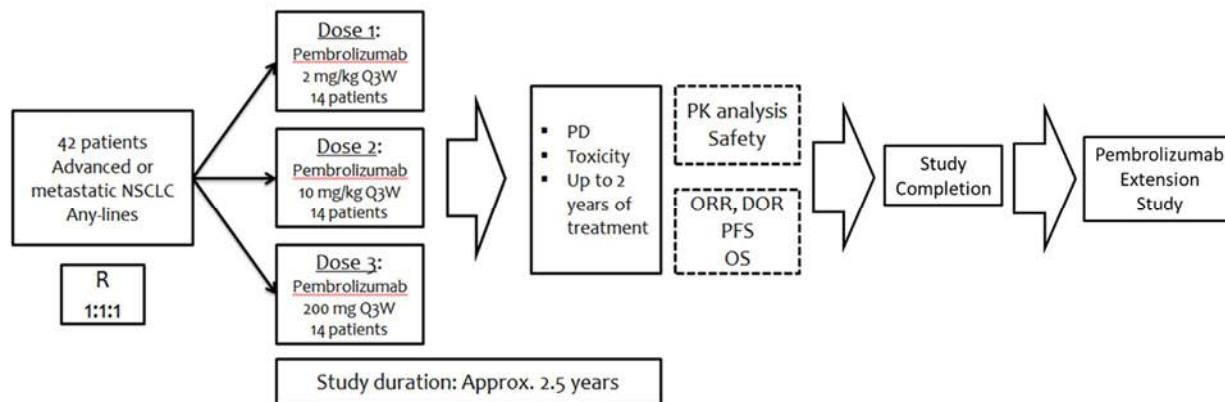 42 patients
Advanced or
metastatic NSCLC
Any-lines
R
1:1:1
Dose 1:
Pembrolizumab
2 mg/kg Q3W
14 patients
Dose 2:
Pembrolizumab
10 mg/kg Q3W
14 patients
Dose 3:
Pembrolizumab
200 mg Q3W
14 patients
Study duration: Approx. 2.5 years
▪ PD
▪ Toxicity
▪ Up to 2
years of
treatment
PK analysis
Safety
ORR, DOR
PFS
OS
Study
Completion
Pembrolizumab
Extension
Study